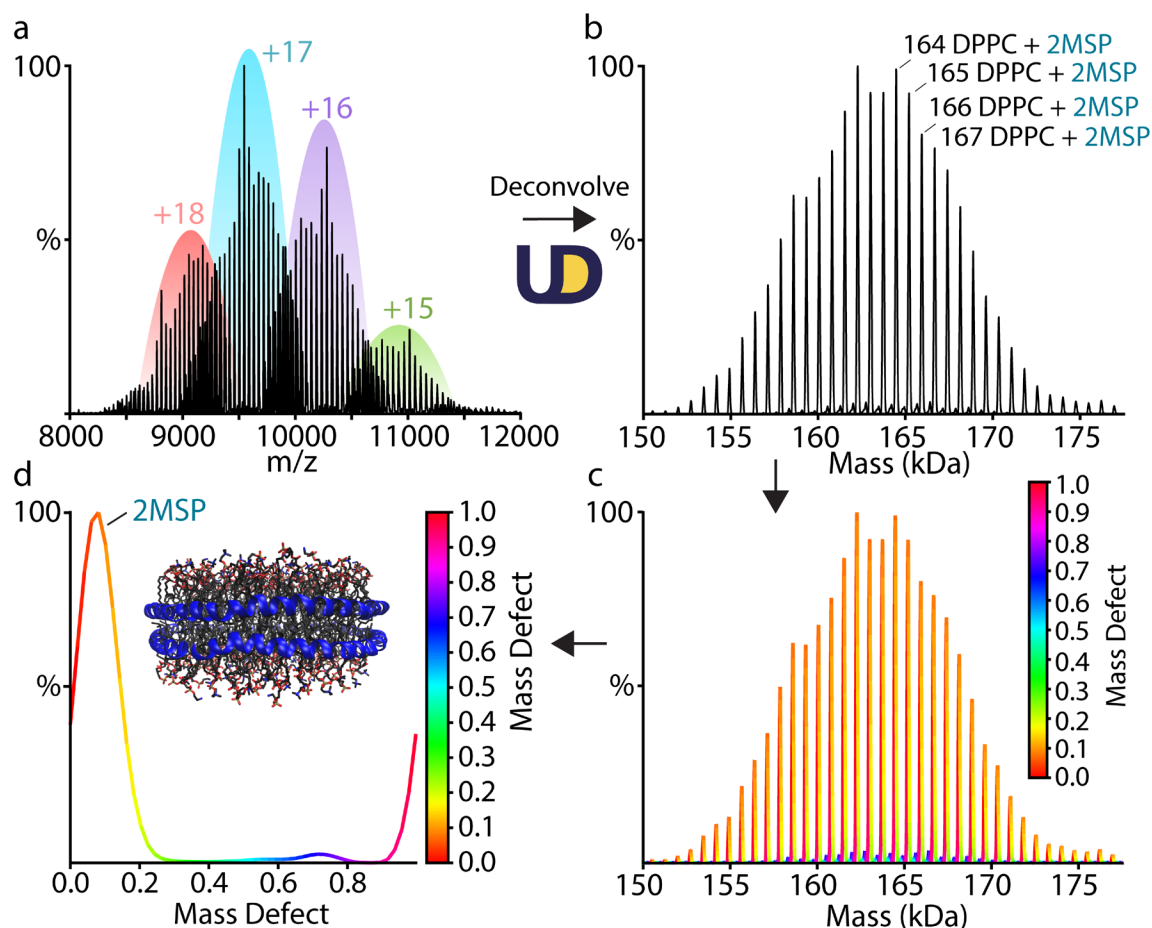 a
100
%
+18
+17
+16
+15
8000 9000 10000 11000 12000
m/z
Deconvolve
UD
b
100
%
164 DPPC + 2MSP
165 DPPC + 2MSP
166 DPPC + 2MSP
167 DPPC + 2MSP
150 155 160 165 170 175
Mass (kDa)
d
100
%
2MSP
0.0 0.2 0.4 0.6 0.8
Mass Defect
1.0
0.9
0.8
0.7
0.6
0.5
0.4
0.3
0.2
0.1
0.0
Mass Defect
c
100
%
150 155 160 165 170 175
Mass (kDa)
1.0
0.9
0.8
0.7
0.6
0.5
0.4
0.3
0.2
0.1
0.0
Mass Defect